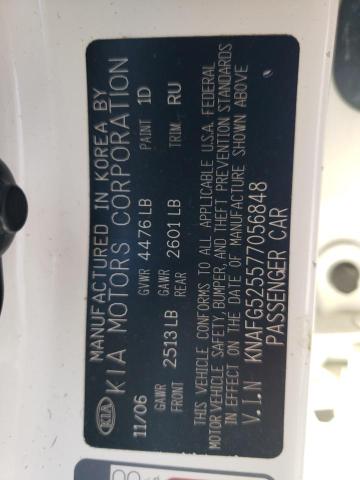 MANUFACTURED IN KOREA BY
KIA KIA MOTORS CORPORATION
11/06 GVWR 4476 LB PAINT 1D
GAWR FRONT 2513 LB GAWR REAR 2601 LB TRIM RU
THIS VEHICLE CONFORMS TO ALL APPLICABLE U.S.A. FEDERAL
MOTOR VEHICLE SAFETY, BUMPER, AND THEFT PREVENTION STANDARDS
IN EFFECT ON THE DATE OF MANUFACTURE SHOWN ABOVE
V.I.N KNAFG525577056848
PASSENGER CAR